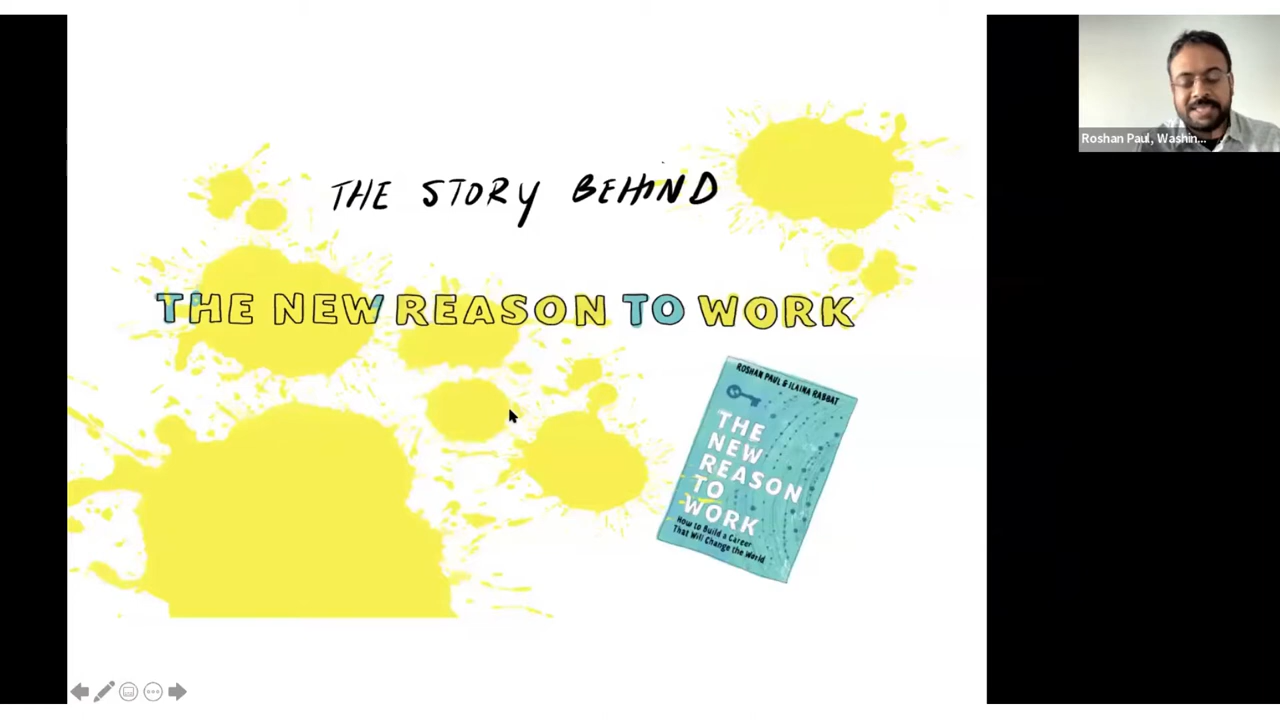 THE STORY BEHIND
THE NEW REASON TO WORK
ROSHAN PAUL & ILAINA RABBAT
THE
NEW
REASON
TO
WORK
How to Build a Career
That Will Change the World
Roshan Paul, Washin...